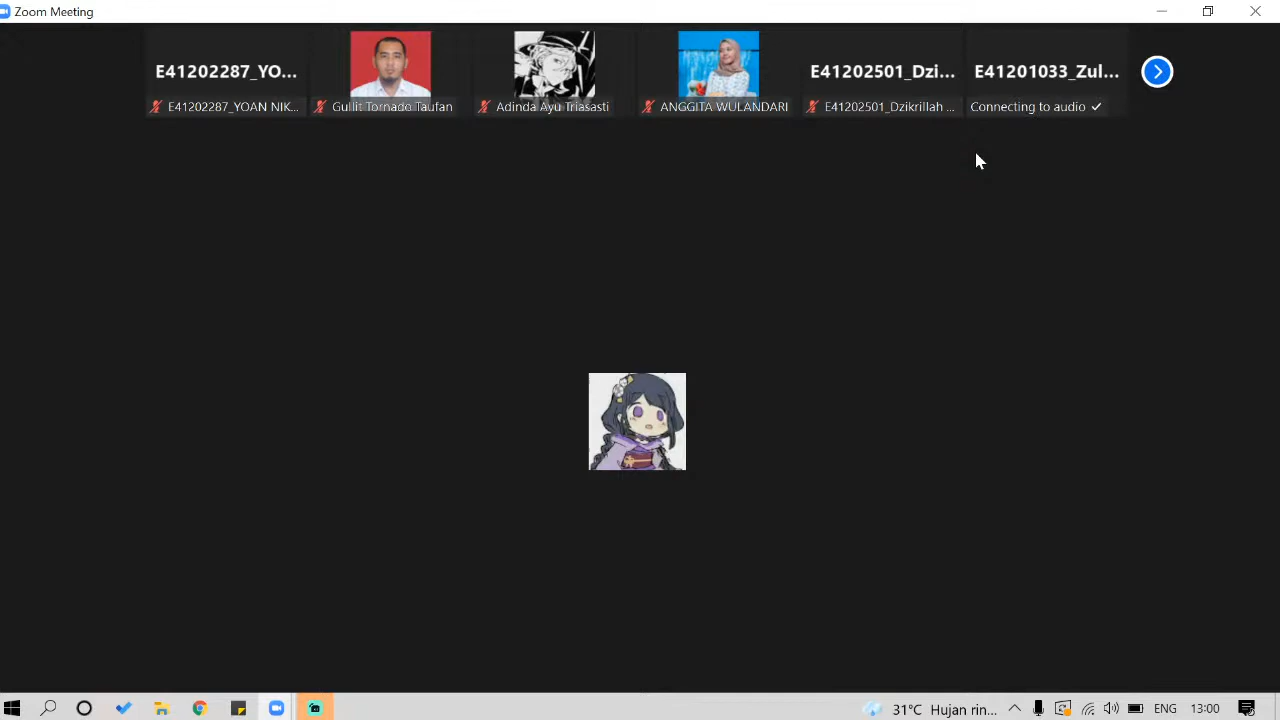 Zoom Meeting
E41202287_YO...
E41202501_Dzi...
E41201033_Zul...
E41202287_YOAN NIK...
Gullit Tornado Taufan
Adinda Ayu Triasasti
ANGGITA WULANDARI
E41202501_Dzikrillah ...
Connecting to audio
31°C Hujan rin...
ENG
13:00